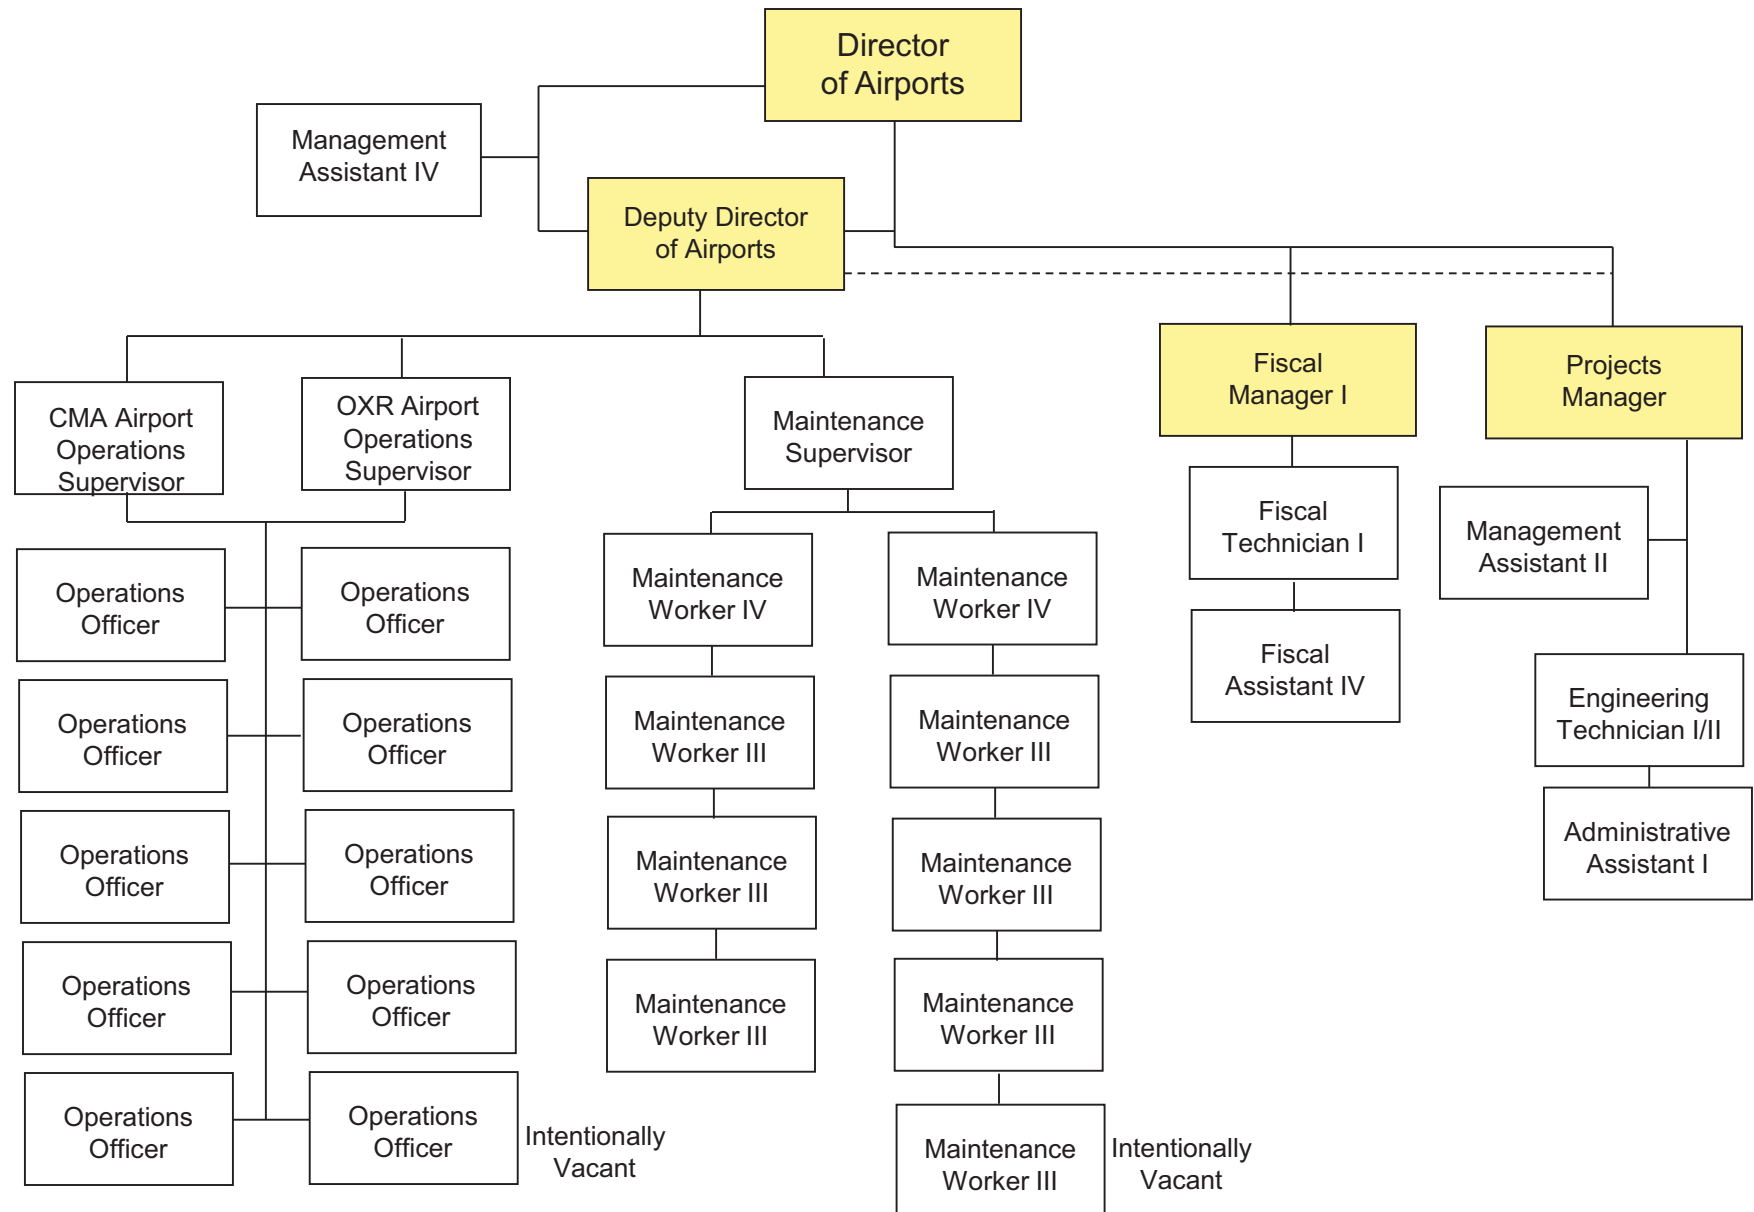 Director
of Airports
Management
Assistant IV
Deputy Director
of Airports
CMA Airport
Operations
Supervisor
OXR Airport
Operations
Supervisor
Maintenance
Supervisor
Fiscal
Manager I
Projects
Manager
Operations
Officer
Operations
Officer
Operations
Officer
Operations
Officer
Operations
Officer
Operations
Officer
Operations
Officer
Operations
Officer
Operations
Officer
Operations
Officer
Intentionally
Vacant
Maintenance
Worker IV
Maintenance
Worker III
Maintenance
Worker III
Maintenance
Worker III
Maintenance
Worker IV
Maintenance
Worker III
Maintenance
Worker III
Maintenance
Worker III
Maintenance
Worker III
Intentionally
Vacant
Fiscal
Technician I
Fiscal
Assistant IV
Management
Assistant II
Engineering
Technician I/II
Administrative
Assistant I